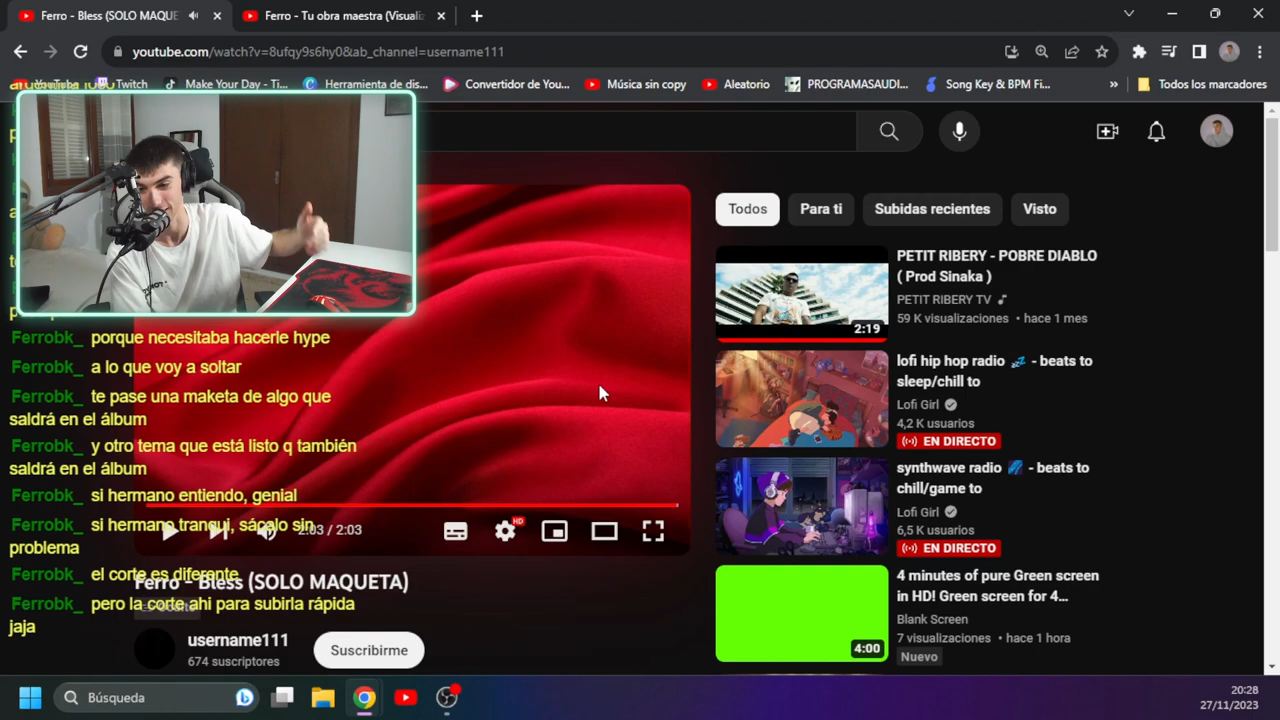 Ferro - Bless (SOLO MAQUE
Ferro - Tu obra maestra (Visualiz
youtube.com/watch?v=8ufqy9s6hy0&ab_channel=username111
YouTube
Twitch
Make Your Day - Ti...
Herramienta de dis...
Convertidor de You...
Música sin copy
Aleatorio
PROGRAMASAUDI...
Song Key & BPM Fi...
»
Todos los marcadores
Todos
Para ti
Subidas recientes
Visto
PETIT RIBERY - POBRE DIABLO
( Prod Sinaka )
PETIT RIBERY TV
59 K visualizaciones • hace 1 mes
2:19
lofi hip hop radio 💤 - beats to
sleep/chill to
Lofi Girl
4,2 K usuarios
EN DIRECTO
synthwave radio 🌌 - beats to
chill/game to
Lofi Girl
6,5 K usuarios
EN DIRECTO
4 minutes of pure Green screen
in HD! Green screen for 4...
Blank Screen
7 visualizaciones • hace 1 hora
Nuevo
4:00
Ferrobk_ porque necesitaba hacerle hype
Ferrobk_ a lo que voy a soltar
Ferrobk_ te pase una maketa de algo que
saldrá en el álbum
Ferrobk_ y otro tema que está listo q también
saldrá en el álbum
Ferrobk_ si hermano entiendo, genial
Ferrobk_ si hermano tranqui, sácalo sin
problema
Ferrobk_ el corte es diferente
Ferrobk_ pero la corte ahi para subirla rápida
jaja
2:03 / 2:03
HD
Ferro - Bless (SOLO MAQUETA)
username111
674 suscriptores
Suscribirme
Búsqueda
20:28
27/11/2023